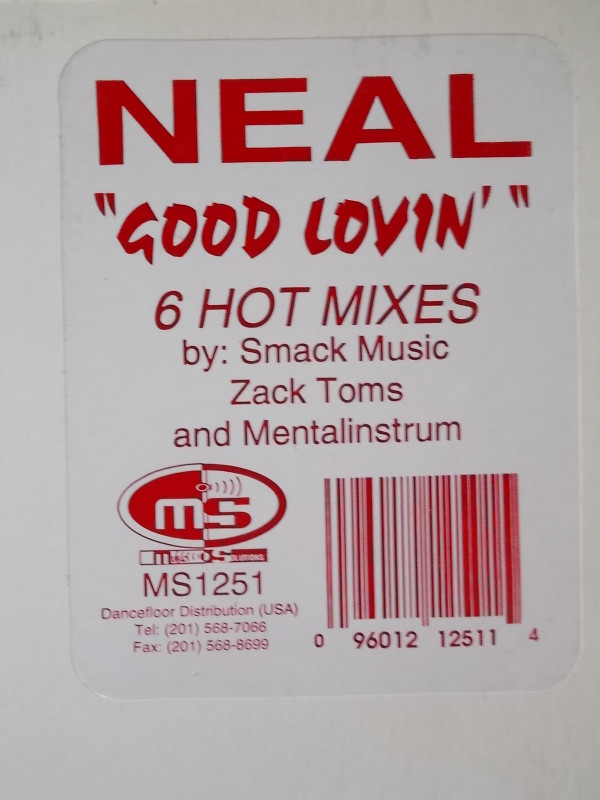 NEAL
"GOOD LOVIN' "
6 HOT MIXES
by: Smack Music
Zack Toms
and Mentalinstrum
ms
SOLUTIONS
MS1251
Dancefloor Distribution (USA)
Tel: (201) 568-7066
Fax: (201) 568-8699
0 96012 12511 4